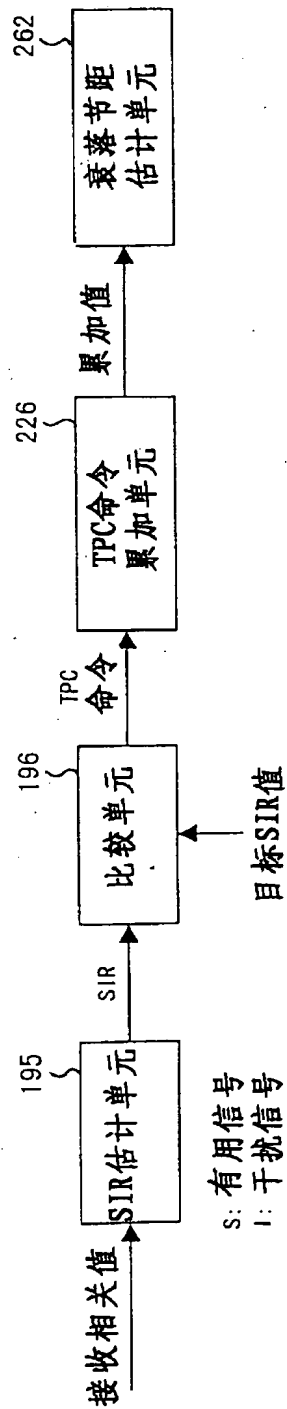 接收相关值
195
SIR估计单元
SIR
196
比较单元
目标SIR值
TPC
命令
226
TPC命令
累加单元
累加值
262
衰落节距
估计单元
S: 有用信号
I: 干扰信号